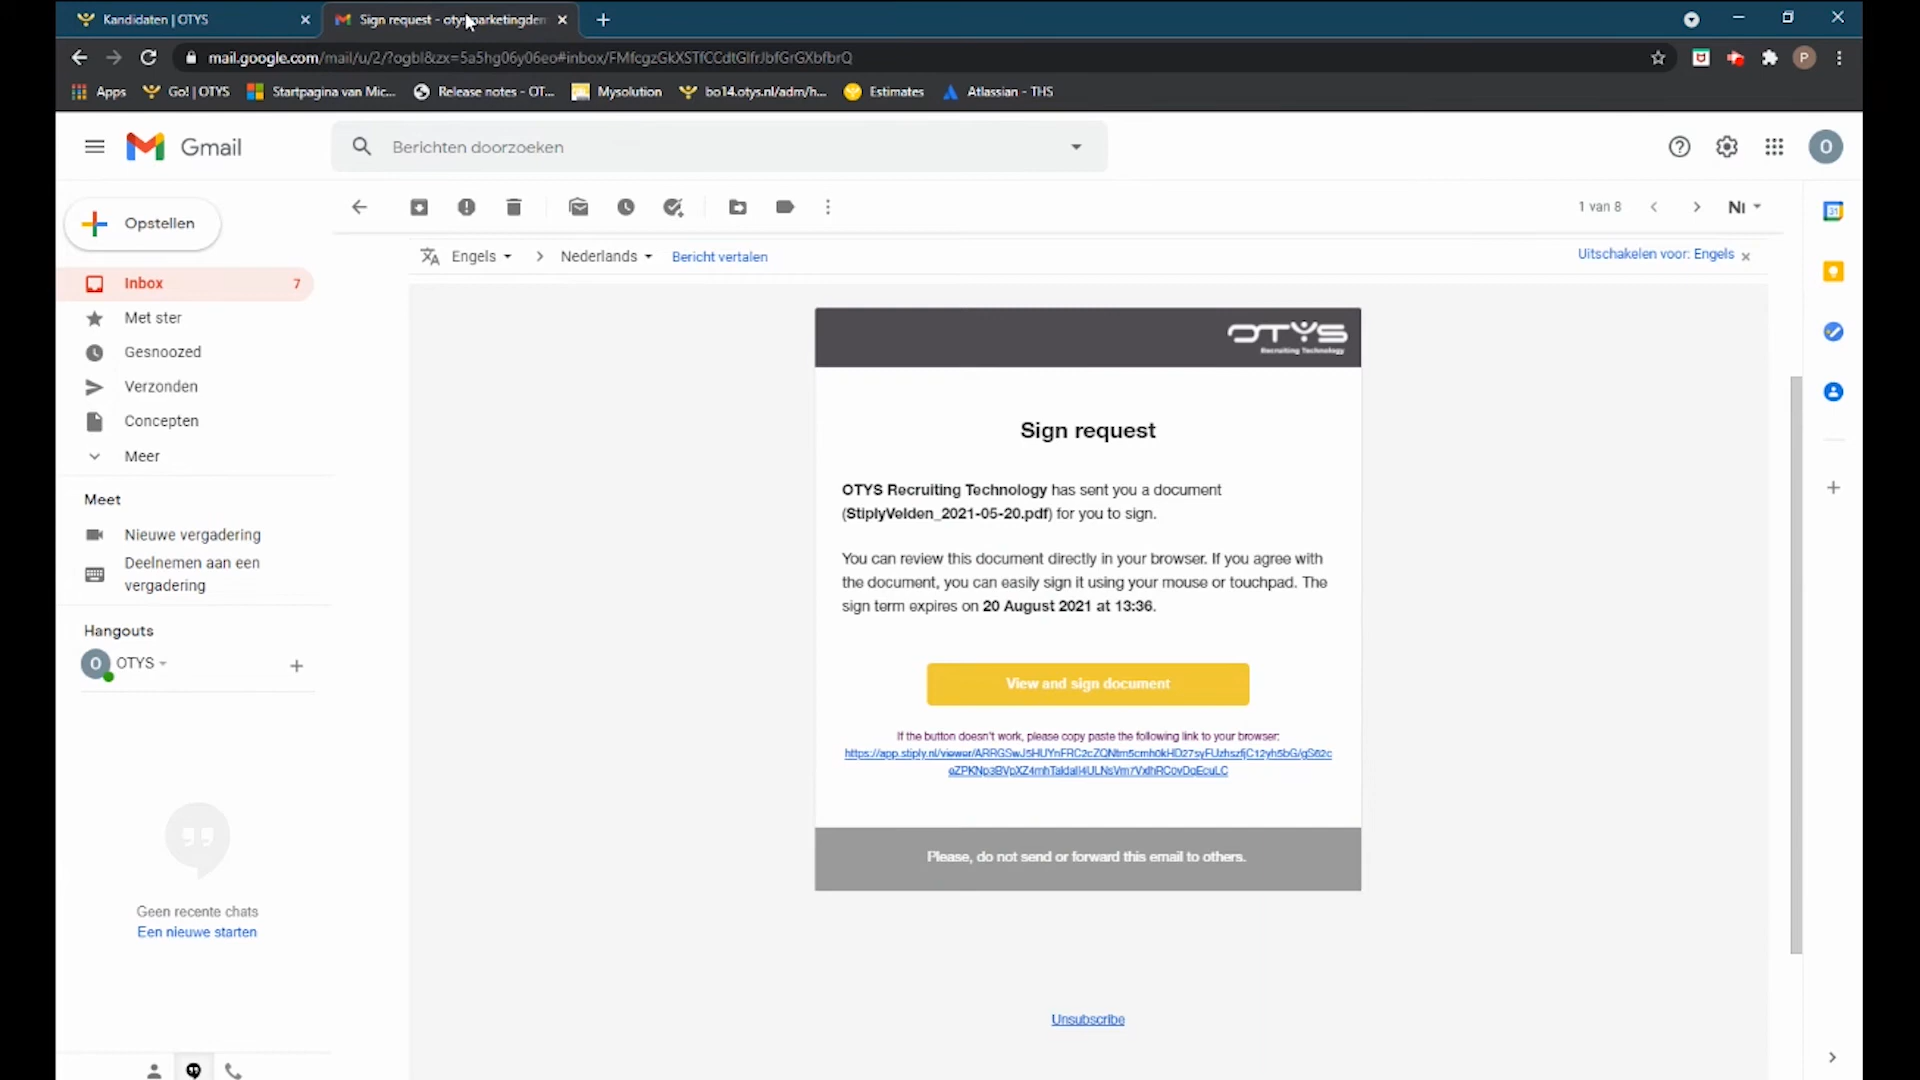 Kandidaten | OTYS
Sign request - otysmarketingdem
mail.google.com/mail/u/2/?ogbl&zx=5a5hg06y06eo#inbox/FMfcgzGkXSTfCCdtGlfrJbfGrGXbfbrQ
P
Apps
Go! | OTYS
Startpagina van Mic...
Release notes - OT...
Mysolution
bo14.otys.nl/adm/h...
Estimates
Atlassian - THS
Gmail
Berichten doorzoeken
O
Opstellen
1 van 8
Engels
Nederlands
Bericht vertalen
Uitschakelen voor: Engels
Inbox 7
Met ster
Gesnoozed
Verzonden
Concepten
Meer
Meet
Nieuwe vergadering
Deelnemen aan een
vergadering
Hangouts
O OTYS
Geen recente chats
Een nieuwe starten
OTYS
Recruiting Technology
Sign request
OTYS Recruiting Technology has sent you a document
(StiplyVelden_2021-05-20.pdf) for you to sign.
You can review this document directly in your browser. If you agree with
the document, you can easily sign it using your mouse or touchpad. The
sign term expires on 20 August 2021 at 13:36.
View and sign document
If the button doesn't work, please copy paste the following link to your browser:
Please, do not send or forward this email to others.
Unsubscribe
31